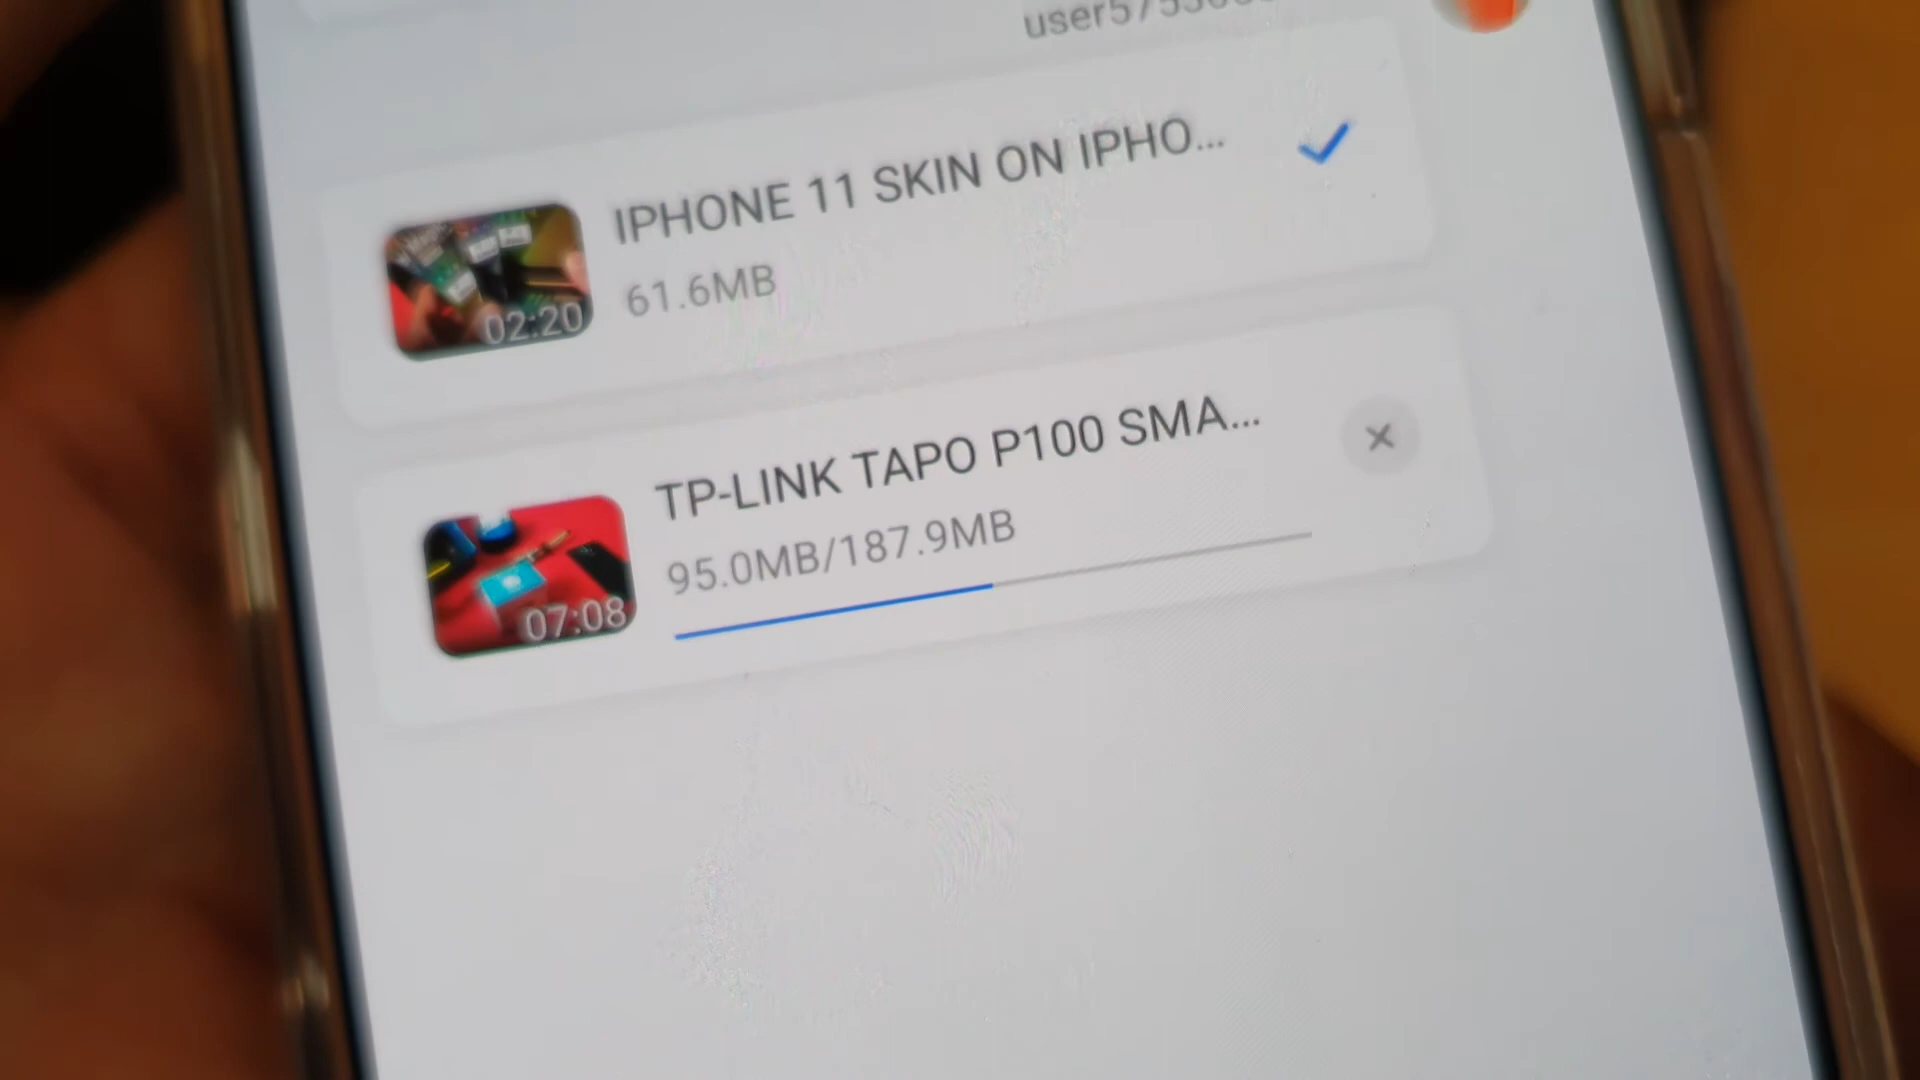 IPHONE 11 SKIN ON IPHO...
61.6MB
02:20
TP-LINK TAPO P100 SMA...
95.0MB/187.9MB
07:08